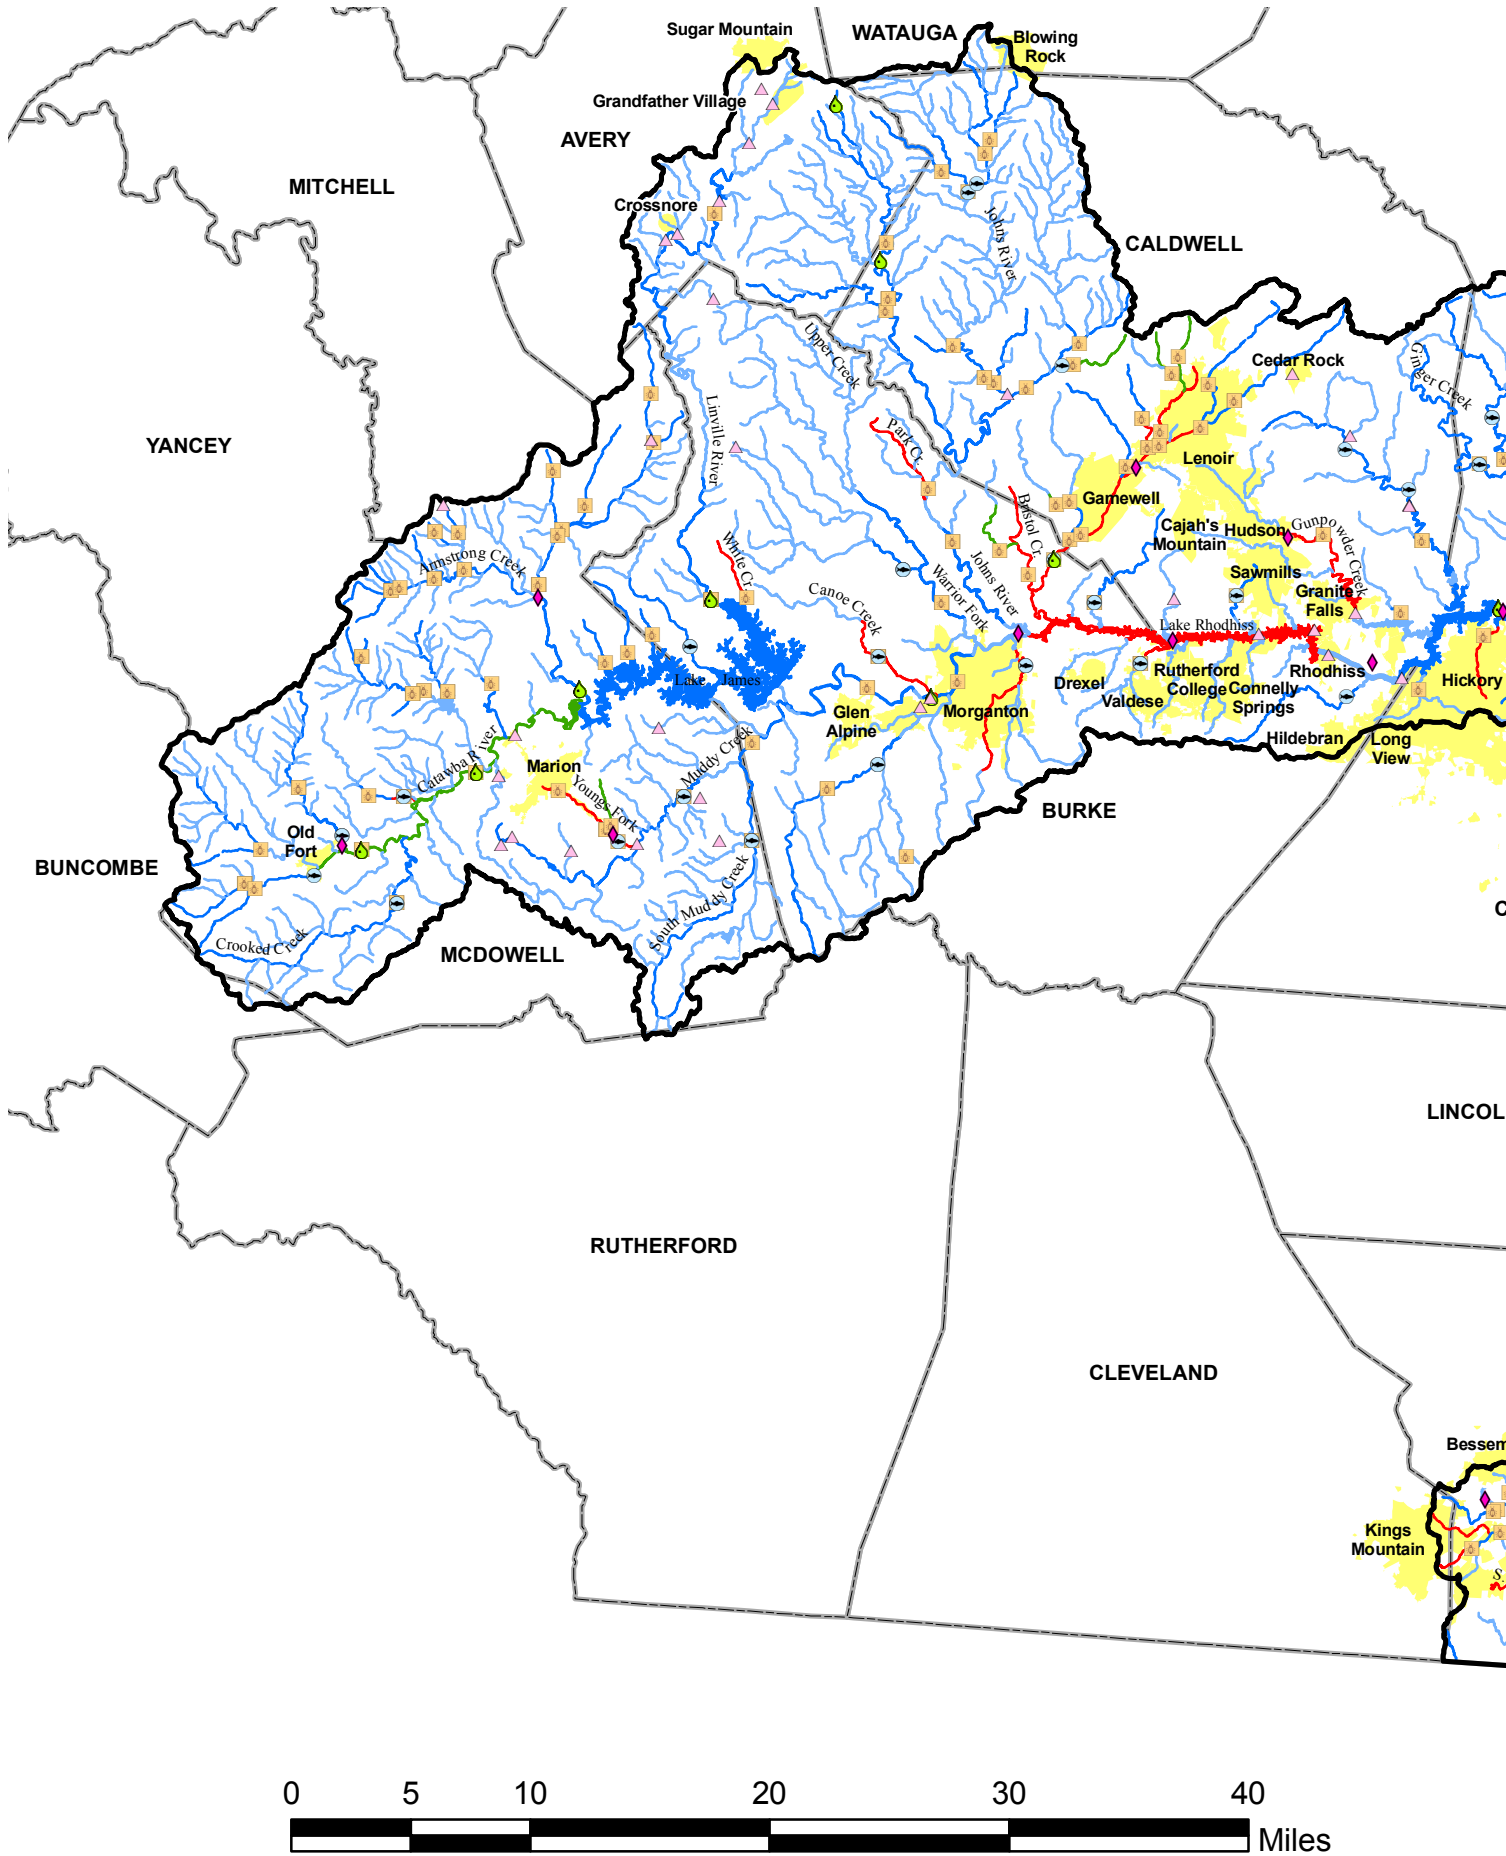 Sugar Mountain
WATAUGA
Blowing
Rock
Grandfather Village
AVERY
MITCHELL
Crossnore
Johns River
CALDWELL
Upper Creek
Cedar Rock
Ginger Creek
Linville River
YANCEY
Park Cr.
Lenoir
Gamewell
Bristol Cr.
Cajah's
Mountain
Hudson
Gunpowder Creek
White Cr.
Armstrong Creek
Johns River
Warrior Fork
Sawmills
Canoe Creek
Granite
Falls
Lake Rhodhiss
Rutherford
College
Rhodhiss
Lake James
Drexel
Valdese
Connelly
Springs
Hickory
Glen
Alpine
Morganton
Hildebran
Long
View
Catawba River
Muddy Creek
Marion
Youngs Fork
BURKE
Old
Fort
BUNCOMBE
South Muddy Creek
Crooked Creek
MCDOWELL
C
LINCOL
RUTHERFORD
CLEVELAND
Bessem
Kings
Mountain
S.
0 5 10 20 30 40
Miles